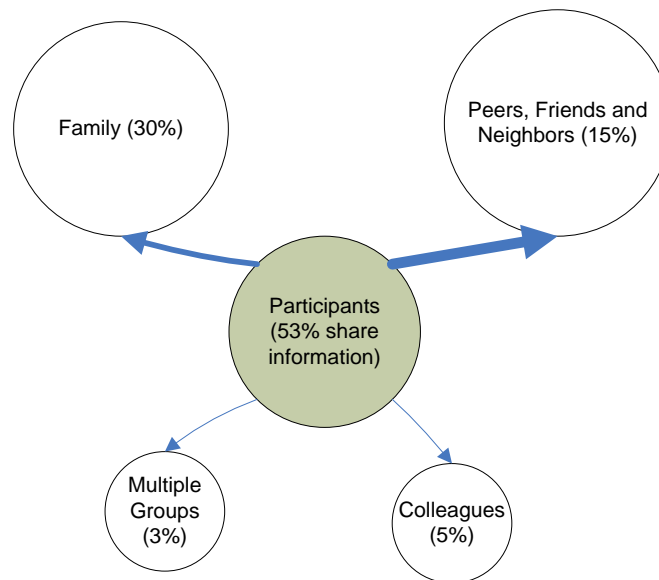 Family (30%)
Peers, Friends and
Neighbors (15%)
Participants
(53% share
information)
Multiple
Groups
(3%)
Colleagues
(5%)